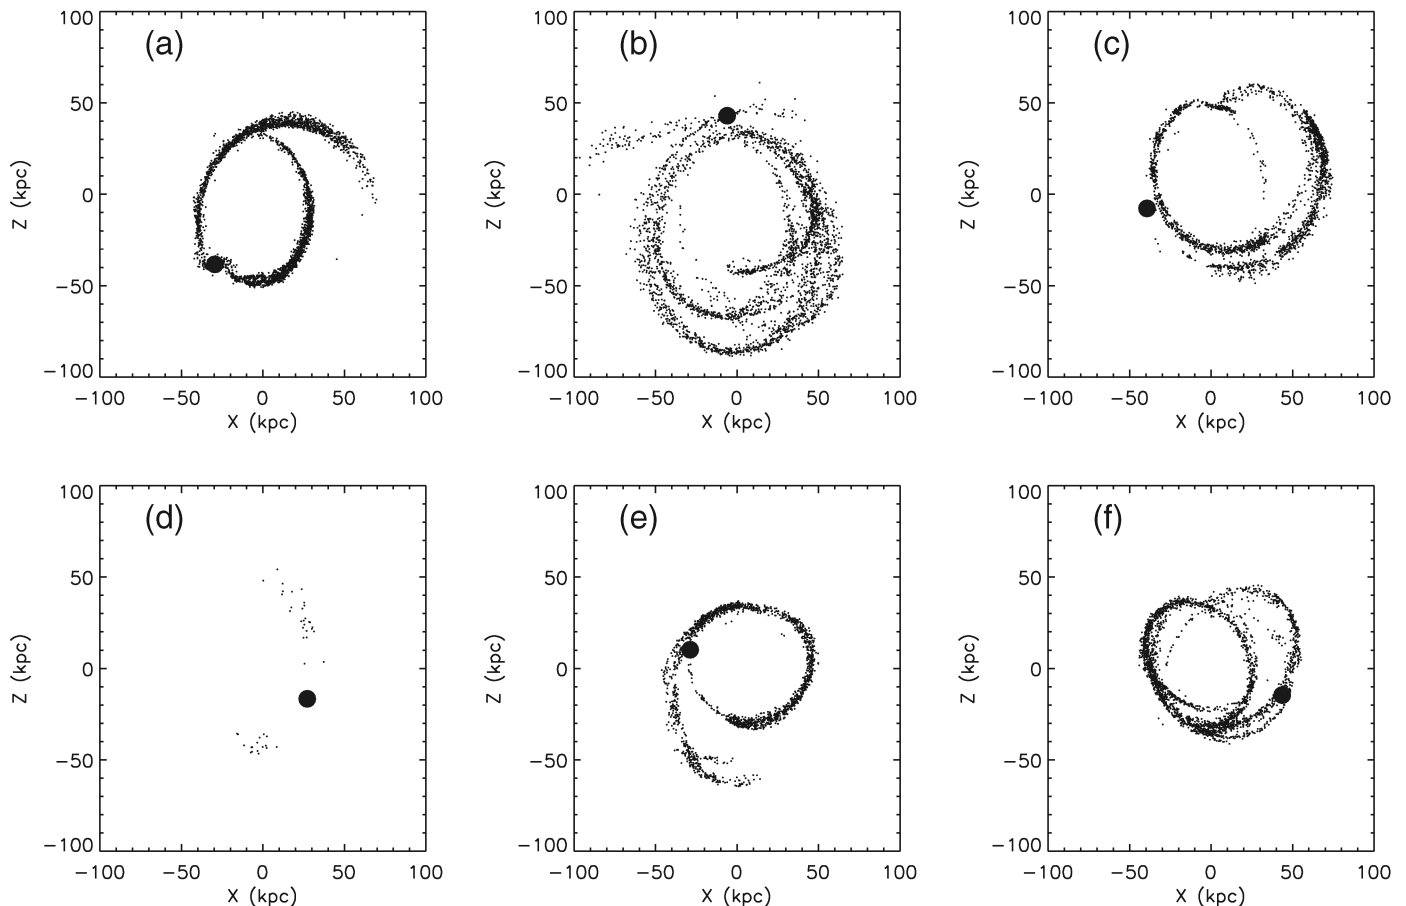 100 100 100
(a) (b) (c)
50 50 50
Z (kpc) 0 Z (kpc) 0 Z (kpc) 0
−50 −50 −50
−100 −100 −100
−100 −50 0 50 100 −100 −50 0 50 100 −100 −50 0 50 100
X (kpc) X (kpc) X (kpc)
100 100 100
(d) (e) (f)
50 50 50
Z (kpc) 0 Z (kpc) 0 Z (kpc) 0
−50 −50 −50
−100 −100 −100
−100 −50 0 50 100 −100 −50 0 50 100 −100 −50 0 50 100
X (kpc) X (kpc) X (kpc)